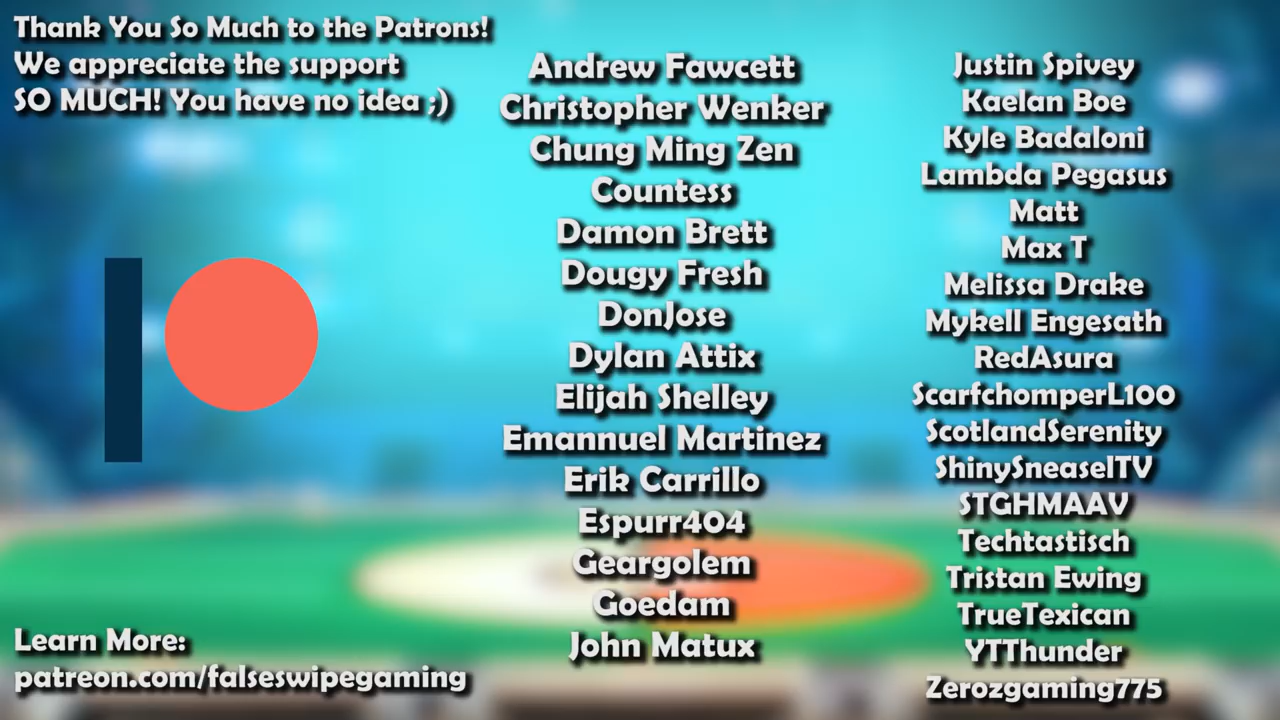 Thank You So Much to the Patrons!
We appreciate the support
SO MUCH! You have no idea ;)
Andrew Fawcett
Christopher Wenker
Chung Ming Zen
Countess
Damon Brett
Dougy Fresh
DonJose
Dylan Attix
Elijah Shelley
Emannuel Martinez
Erik Carrillo
Espurr404
Geargolem
Goedam
John Matux
Justin Spivey
Kaelan Boe
Kyle Badaloni
Lambda Pegasus
Matt
Max T
Melissa Drake
Mykell Engesath
RedAsura
ScarfchomperL100
ScotlandSerenity
ShinySneaselTV
STGHMAAV
Techtastisch
Tristan Ewing
TrueTexican
YTThunder
Zerozgaming775
Learn More:
patreon.com/falseswipegaming